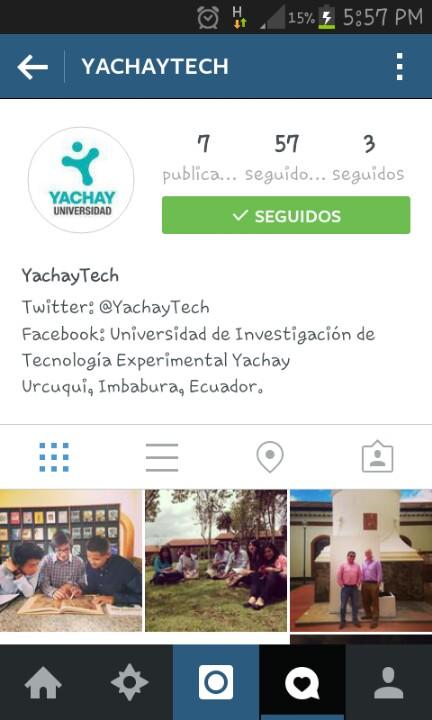 H 15% 5:57 PM
YACHAYTECH
7 57 3
publica... seguido... seguidos
SEGUIDOS
YACHAY
UNIVERSIDAD
YachayTech
Twitter: @YachayTech
Facebook: Universidad de Investigación de
Tecnología Experimental Yachay
Urcuqui, Imbabura, Ecuador.